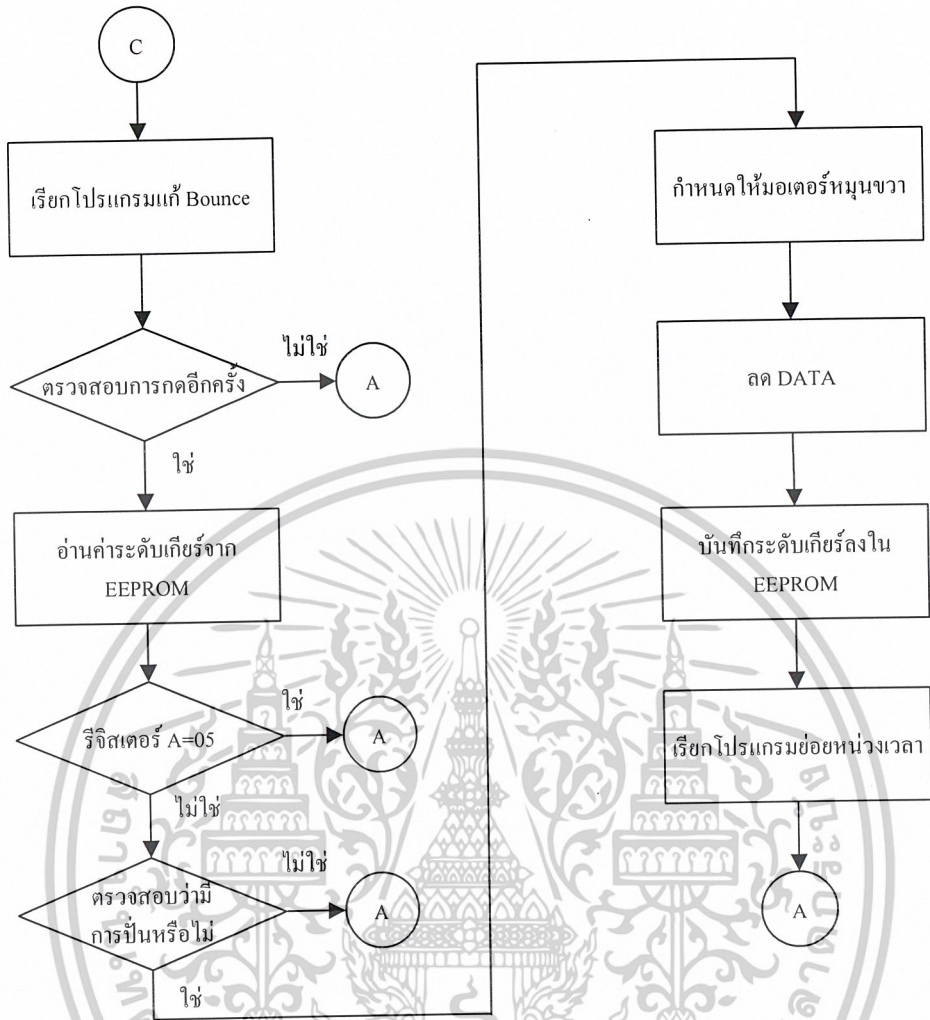 C
เรียกโปรแกรมแก้ Bounce
ตรวจสอบการกดอีกครั้ง
ไม่ใช่
A
ใช่
อ่านค่าระดับเกียร์จาก
EEPROM
รีจิสเตอร์ A=05
ใช่
A
ไม่ใช่
ตรวจสอบว่ามี
การปั่นหรือไม่
ไม่ใช่
A
ใช่
กำหนดให้มอเตอร์หมุนขวา
ลด DATA
บันทึกระดับเกียร์ลงใน
EEPROM
เรียกโปรแกรมย่อยหน่วงเวลา
A